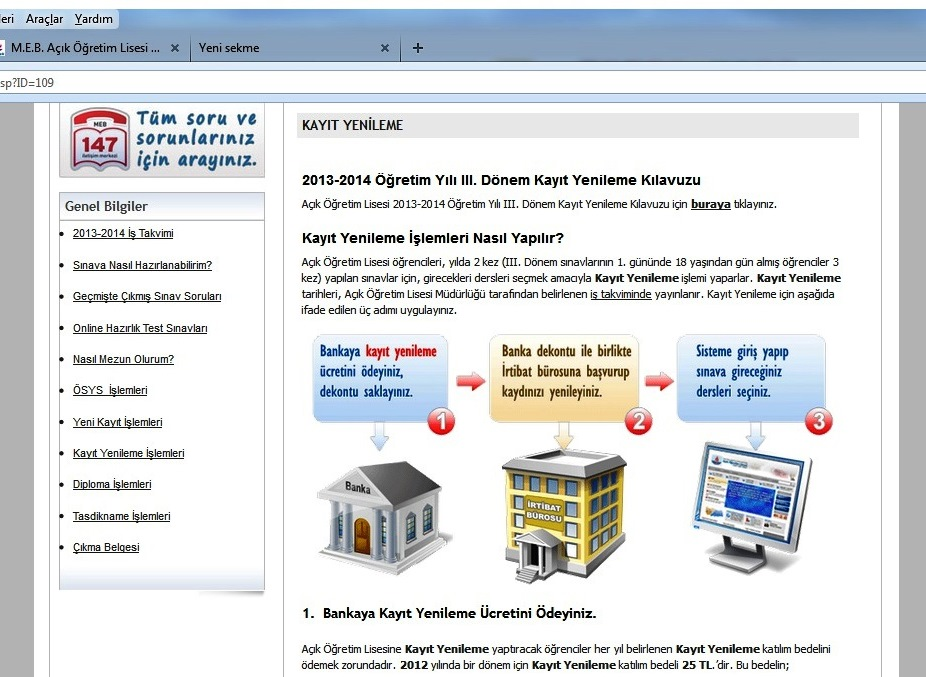 Araçlar Yardım
M.E.B. Açık Öğretim Lisesi ... × Yeni sekme × +
sp?ID=109
MEB
147
iletişim merkezi
Tüm soru ve
sorunlarınız
için arayınız.
Genel Bilgiler
2013-2014 İş Takvimi
Sınava Nasıl Hazırlanabilirim?
Geçmişte Çıkmış Sınav Soruları
Online Hazırlık Test Sınavları
Nasıl Mezun Olurum?
ÖSYS İşlemleri
Yeni Kayıt İşlemleri
Kayıt Yenileme İşlemleri
Diploma İşlemleri
Tasdikname İşlemleri
Çıkma Belgesi
KAYIT YENİLEME
2013-2014 Öğretim Yılı III. Dönem Kayıt Yenileme Kılavuzu
Açık Öğretim Lisesi 2013-2014 Öğretim Yılı III. Dönem Kayıt Yenileme Kılavuzu için buraya tıklayınız.
Kayıt Yenileme İşlemleri Nasıl Yapılır?
Açık Öğretim Lisesi öğrencileri, yılda 2 kez (III. Dönem sınavlarının 1. gününde 18 yaşından gün almış öğrenciler 3
kez) yapılan sınavlar için, girecekleri dersleri seçmek amacıyla Kayıt Yenileme işlemi yaparlar. Kayıt Yenileme
tarihleri, Açık Öğretim Lisesi Müdürlüğü tarafından belirlenen iş takviminde yayınlanır. Kayıt Yenileme için aşağıda
ifade edilen üç adımı uygulayınız.
Bankaya kayıt yenileme
ücretini ödeyiniz,
dekontu saklayınız.
1
Banka dekontu ile birlikte
İrtibat bürosuna başvurup
kaydınızı yenileyiniz.
2
Sisteme giriş yapıp
sınava gireceğiniz
dersleri seçiniz.
3
Banka
İRTİBAT
BÜROSU
1. Bankaya Kayıt Yenileme Ücretini Ödeyiniz.
Açık Öğretim Lisesine Kayıt Yenileme yaptıracak öğrenciler her yıl belirlenen Kayıt Yenileme katılım bedelini
ödemek zorundadır. 2012 yılında bir dönem için Kayıt Yenileme katılım bedeli 25 TL.'dir. Bu bedelin;